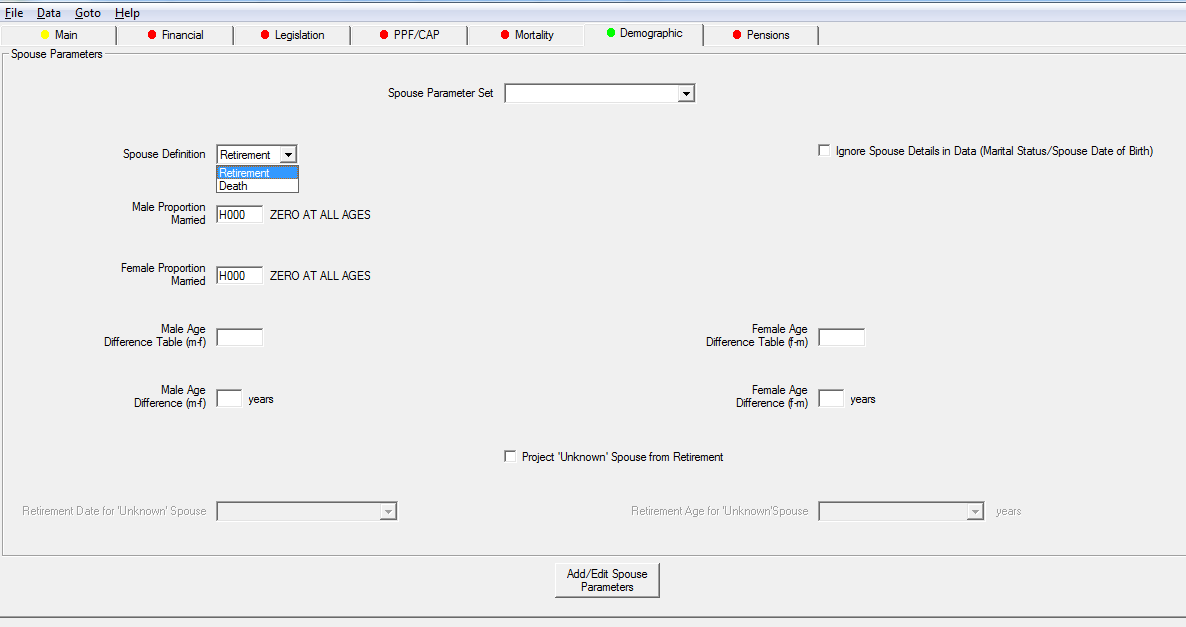 File Data Goto Help
Main Financial Legislation PPF/CAP Mortality Demographic Pensions
Spouse Parameters
Spouse Parameter Set
Spouse Definition Retirement
Ignore Spouse Details in Data (Marital Status/Spouse Date of Birth)
Retirement
Death
Male Proportion
Married
H000 ZERO AT ALL AGES
Female Proportion
Married
H000 ZERO AT ALL AGES
Male Age
Difference Table (m-f)
Female Age
Difference Table (f-m)
Male Age
Difference (m-f)
years
Female Age
Difference (f-m)
years
Project 'Unknown' Spouse from Retirement
Retirement Date for 'Unknown' Spouse
Retirement Age for 'Unknown'Spouse
years
Add/Edit Spouse
Parameters